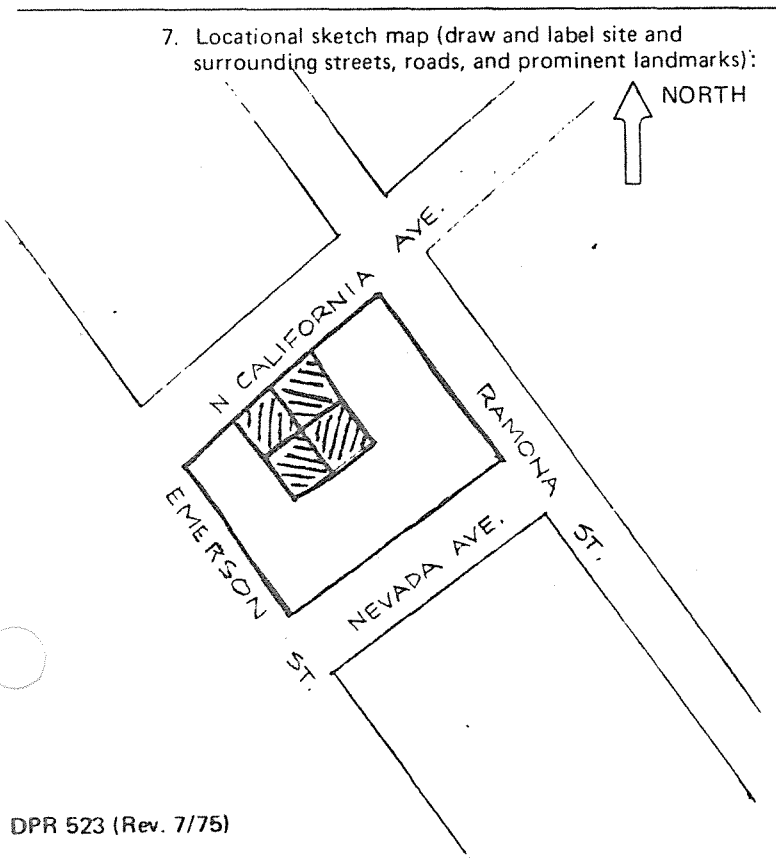 7. Locational sketch map (draw and label site and
surrounding streets, roads, and prominent landmarks):
NORTH
N CALIFORNIA AVE.
RAMONA ST.
EMERSON ST.
NEVADA AVE.
DPR 523 (Rev. 7/75)